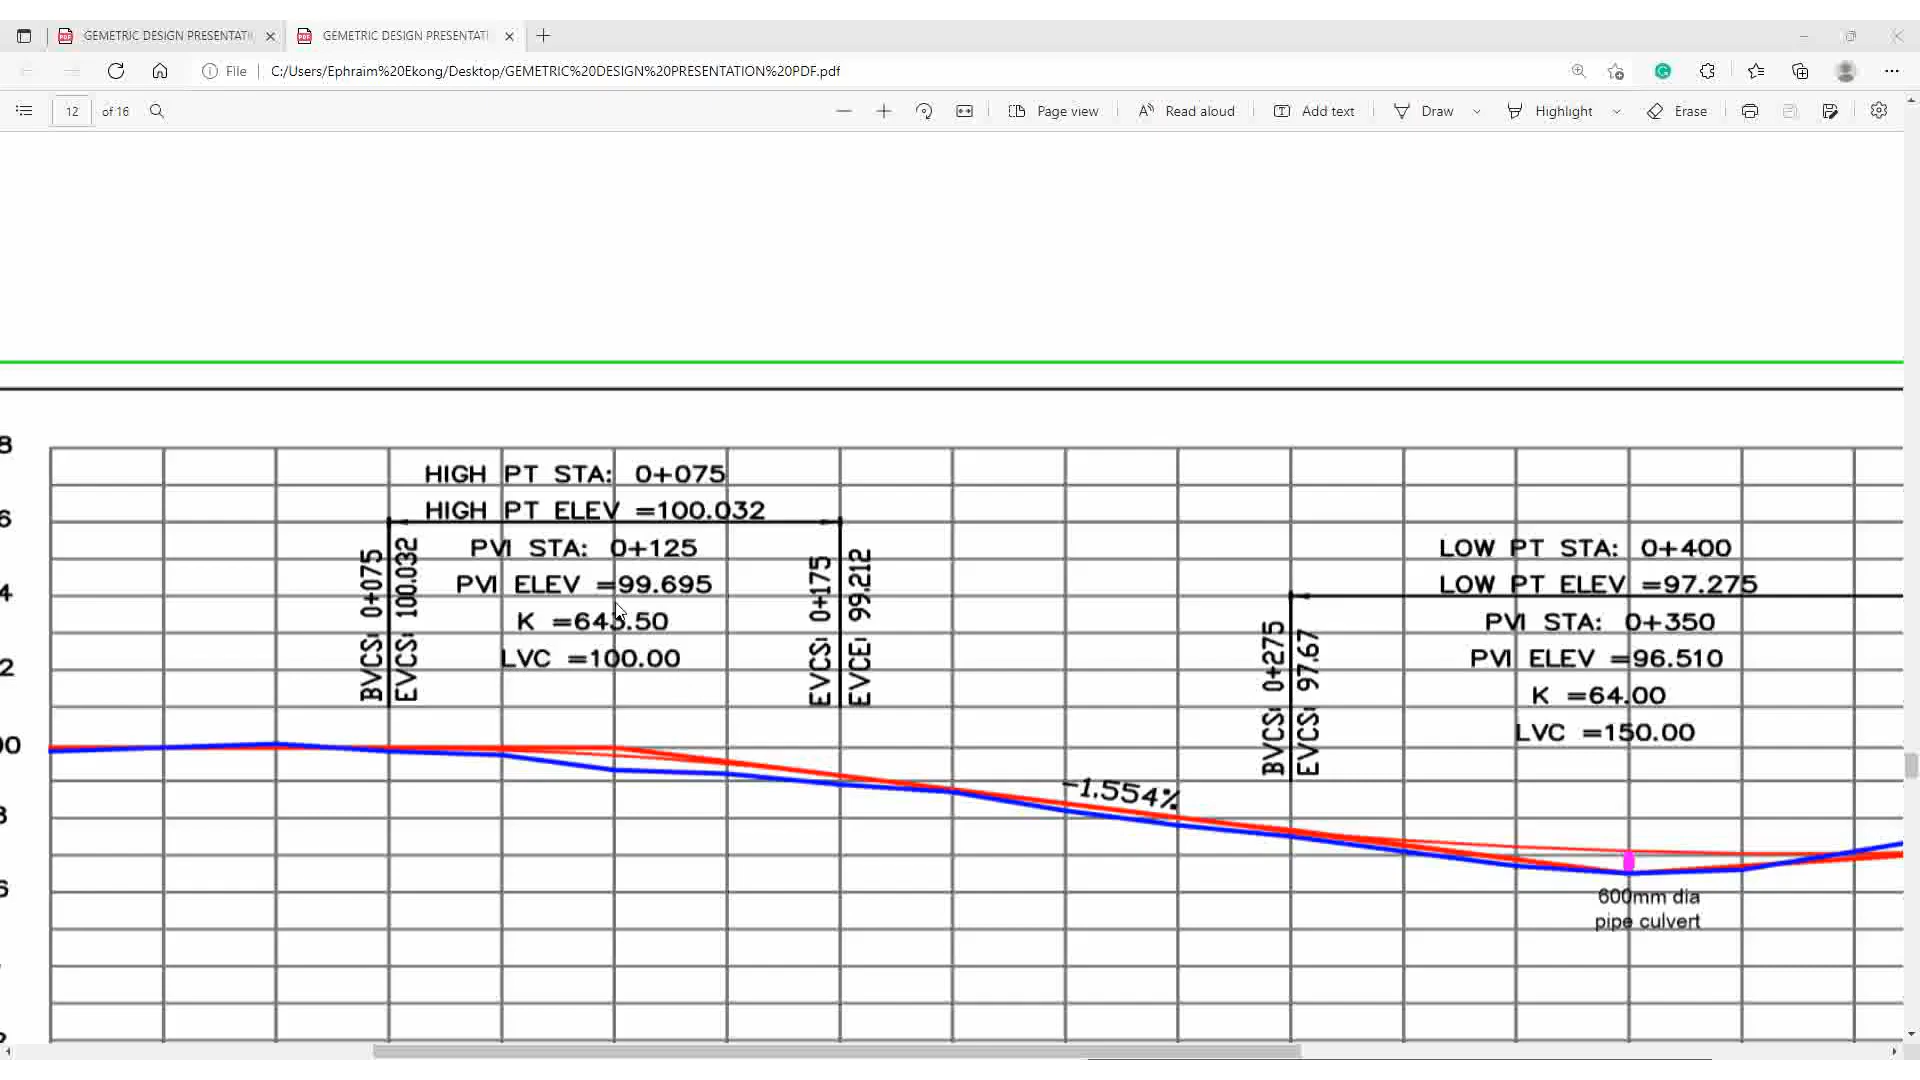 GEMETRIC DESIGN PRESENTATI
GEMETRIC DESIGN PRESENTATI
File
C:/Users/Ephraim%20Ekong/Desktop/GEMETRIC%20DESIGN%20PRESENTATION%20PDF.pdf
12 of 16
Page view
Read aloud
Add text
Draw
Highlight
Erase
HIGH PT STA: 0+075
HIGH PT ELEV =100.032
PVI STA: 0+125
PVI ELEV =99.695
K =643.50
LVC =100.00
BVCS: 0+075
EVCS: 100.032
EVCS: 0+175
EVCE: 99.212
-1.554%
LOW PT STA: 0+400
LOW PT ELEV =97.275
PVI STA: 0+350
PVI ELEV =96.510
K =64.00
LVC =150.00
BVCS: 0+275
EVCS: 97.67
600mm dia
pipe culvert